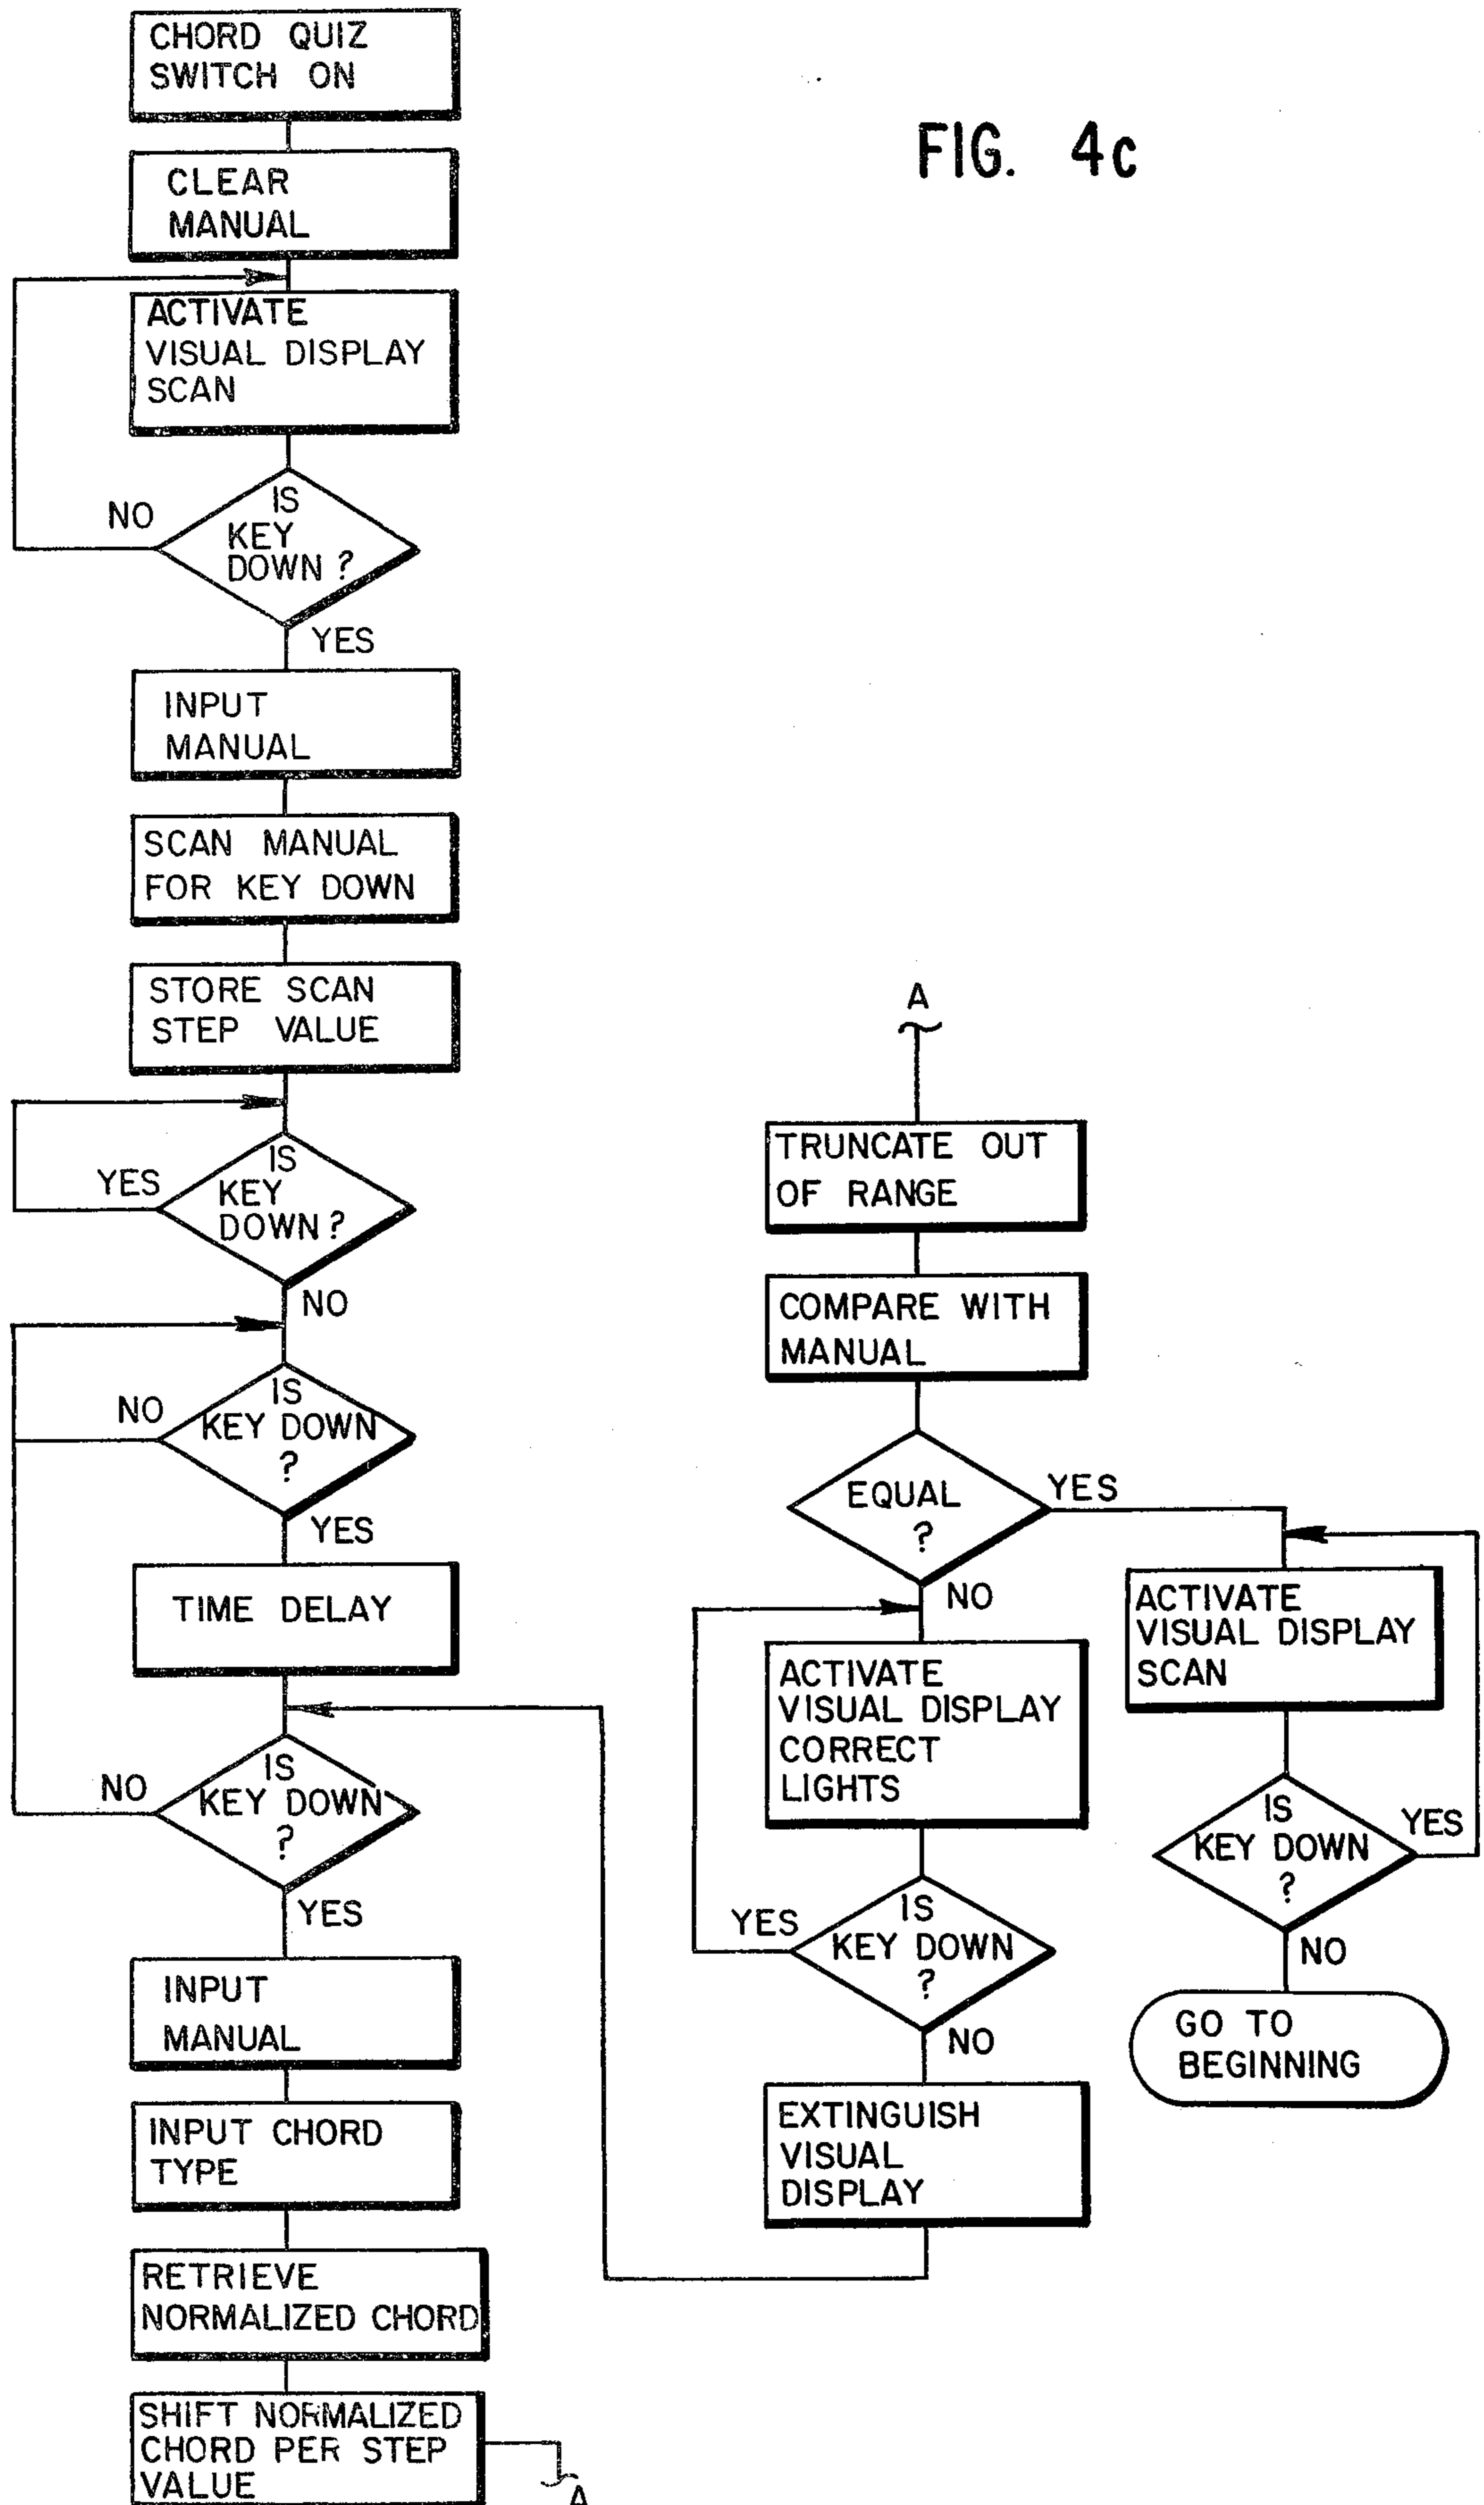 CHORD QUIZ
SWITCH ON
FIG. 4c
CLEAR
MANUAL
ACTIVATE
VISUAL DISPLAY
SCAN
IS
KEY
DOWN ?
NO
YES
INPUT
MANUAL
SCAN MANUAL
FOR KEY DOWN
STORE SCAN
STEP VALUE
IS
KEY
DOWN ?
YES
NO
IS
KEY DOWN
?
NO
YES
TIME DELAY
IS
KEY DOWN
?
NO
YES
INPUT
MANUAL
INPUT CHORD
TYPE
RETRIEVE
NORMALIZED CHORD
SHIFT NORMALIZED
CHORD PER STEP
VALUE
A
A
TRUNCATE OUT
OF RANGE
COMPARE WITH
MANUAL
EQUAL
?
YES
NO
ACTIVATE
VISUAL DISPLAY
CORRECT
LIGHTS
IS
KEY DOWN
?
YES
NO
EXTINGUISH
VISUAL
DISPLAY
ACTIVATE
VISUAL DISPLAY
SCAN
IS
KEY DOWN
?
YES
NO
GO TO
BEGINNING